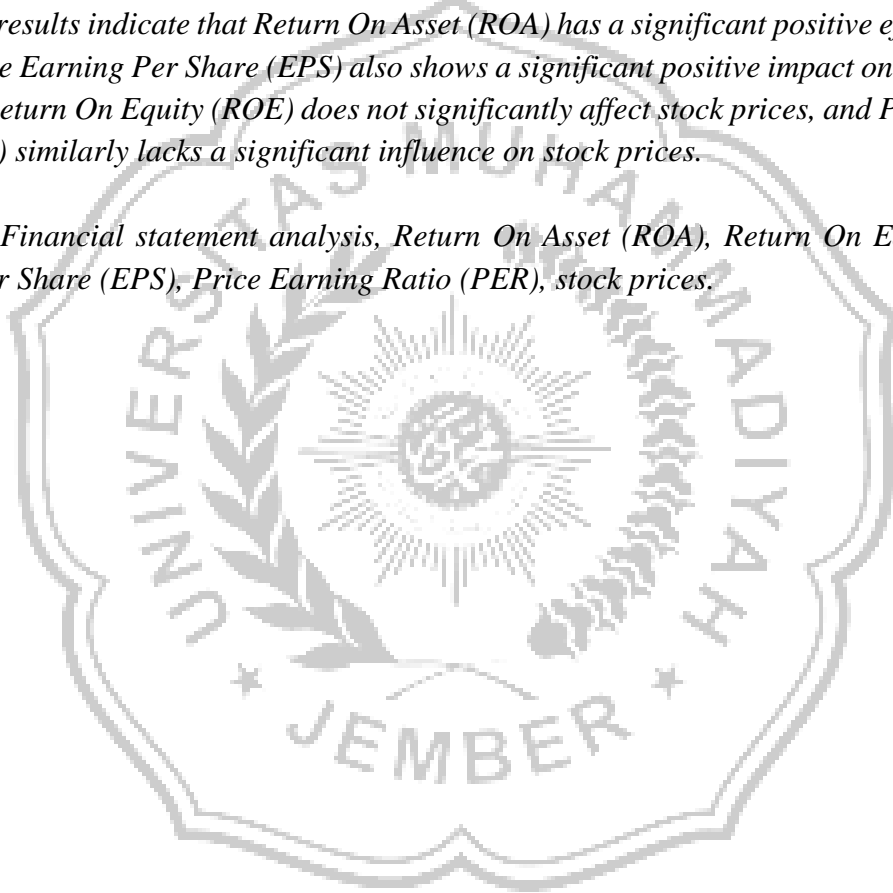 results indicate that Return On Asset (ROA) has a significant positive
e Earning Per Share (EPS) also shows a significant positive impact on
eturn On Equity (ROE) does not significantly affect stock prices, and P
) similarly lacks a significant influence on stock prices.
Financial statement analysis, Return On Asset (ROA), Return On E
r Share (EPS), Price Earning Ratio (PER), stock prices.
UNIVERSITAS MUHAMMADIYAH
JEMBER